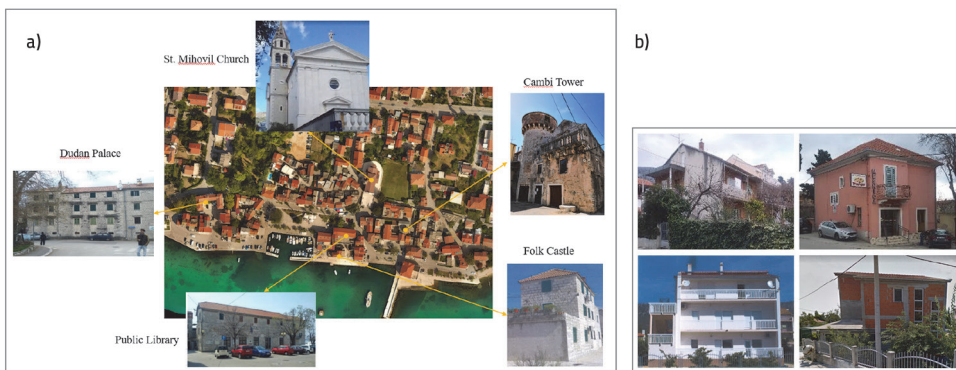 a)
St. Mihovil Church
Cambi Tower
Dudan Palace
Folk Castle
Public Library
b)